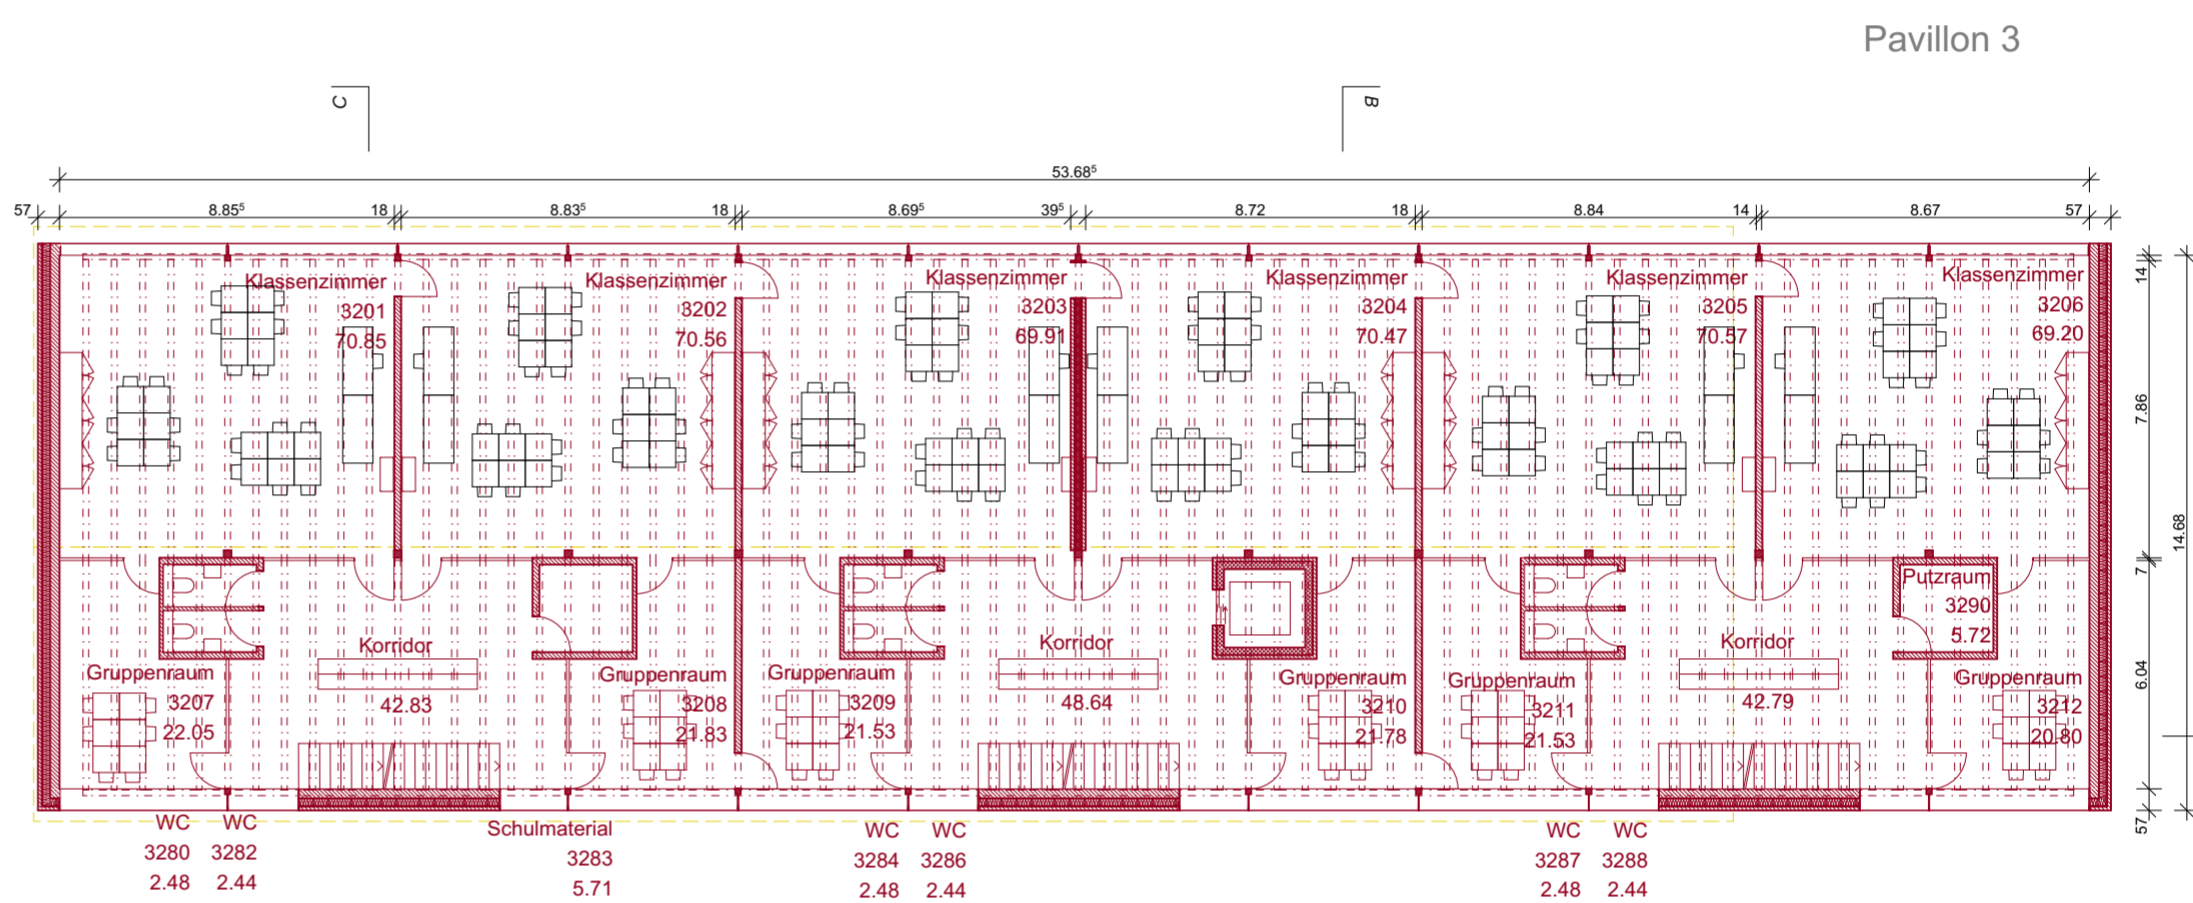 Pavillon 3
C
B
53.68⁵
57
8.85⁵
18
8.83⁵
18
8.69⁵
39⁵
8.72
18
8.84
14
8.67
57
Klassenzimmer
3201
70.85
Klassenzimmer
3202
70.56
Klassenzimmer
3203
69.91
Klassenzimmer
3204
70.47
Klassenzimmer
3205
70.57
Klassenzimmer
3206
69.20
14
7.86
14.68
7
6.04
57
Putzraum
3290
5.72
Korridor
42.83
Korridor
48.64
Korridor
42.79
Gruppenraum
3207
22.05
Gruppenraum
3208
21.83
Gruppenraum
3209
21.53
Gruppenraum
3210
21.78
Gruppenraum
3211
21.53
Gruppenraum
3212
20.80
WC
3280
2.48
WC
3282
2.44
Schulmaterial
3283
5.71
WC
3284
2.48
WC
3286
2.44
WC
3287
2.48
WC
3288
2.44